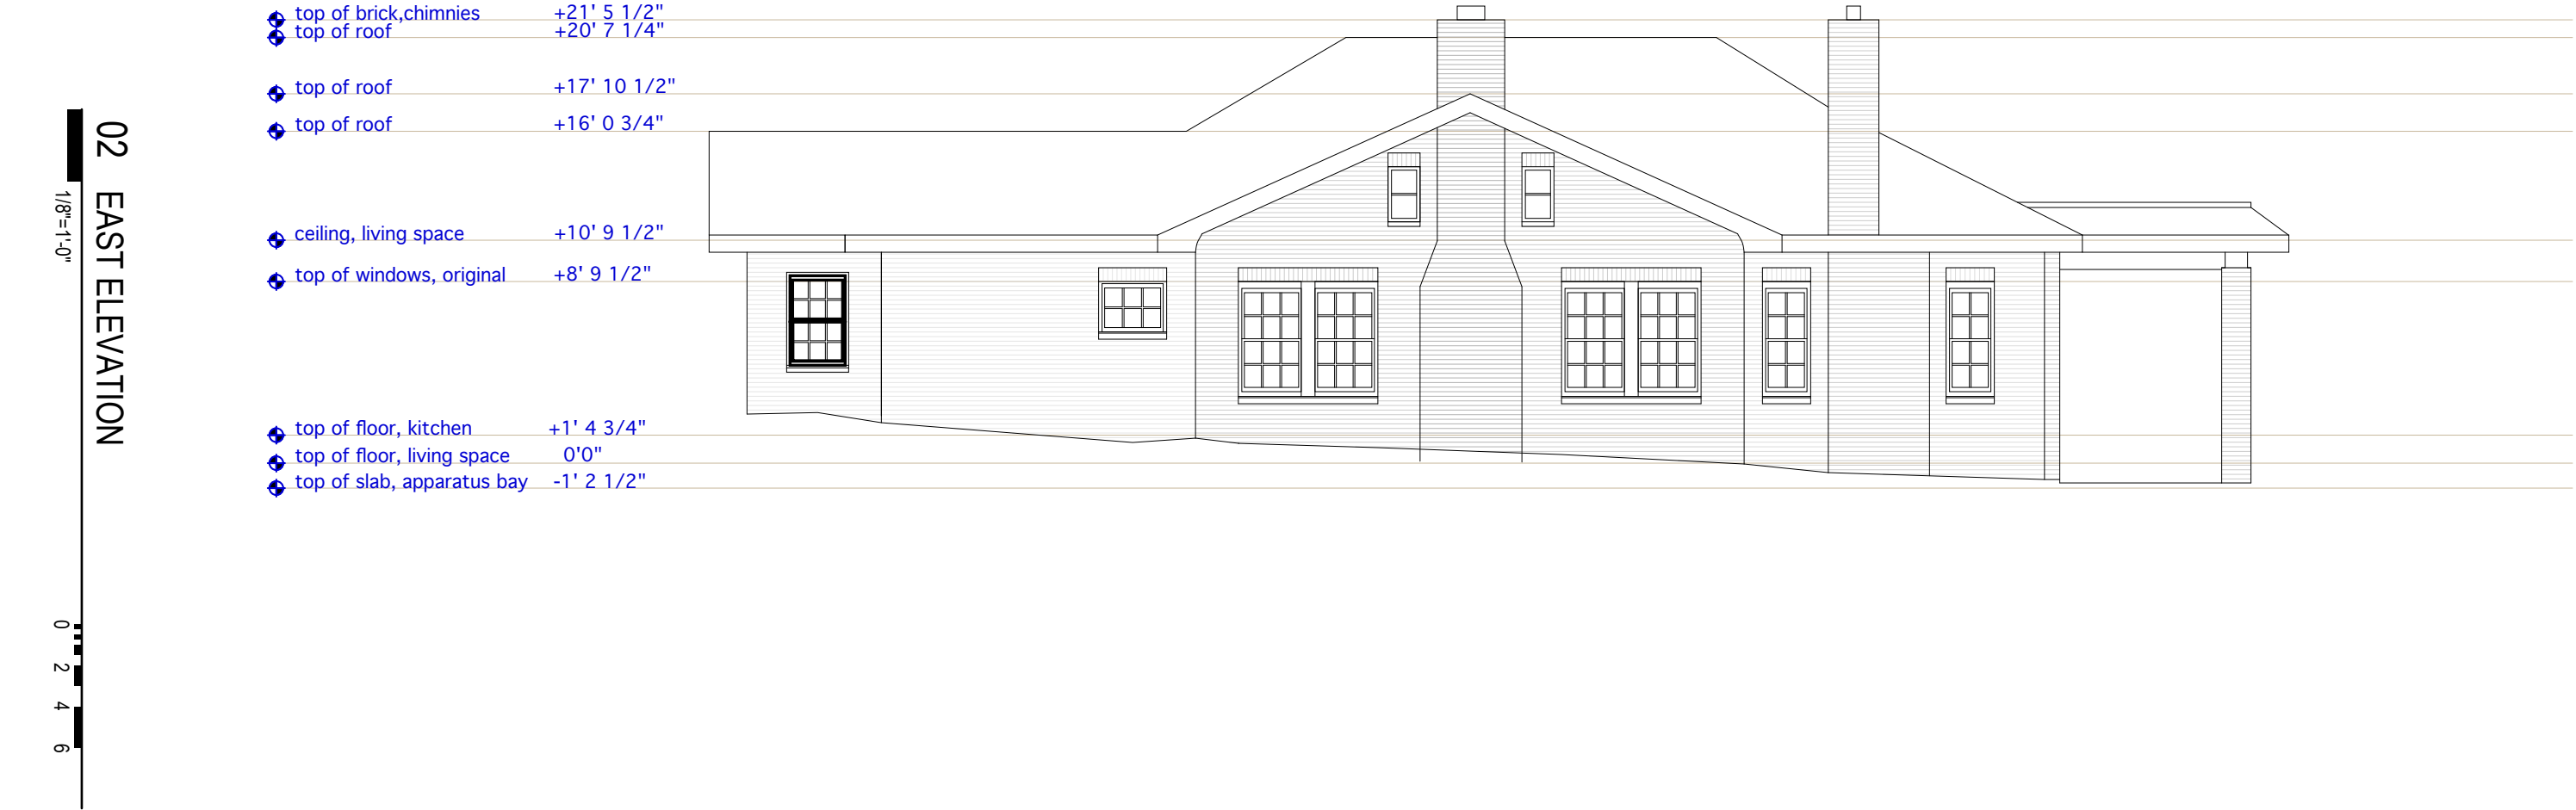 top of brick,chimnies +21' 5 1/2"
top of roof +20' 7 1/4"
top of roof +17' 10 1/2"
top of roof +16' 0 3/4"
ceiling, living space +10' 9 1/2"
top of windows, original +8' 9 1/2"
top of floor, kitchen +1' 4 3/4"
top of floor, living space 0'0"
top of slab, apparatus bay -1' 2 1/2"
02 EAST ELEVATION
1/8"=1'-0"
0 2 4 6